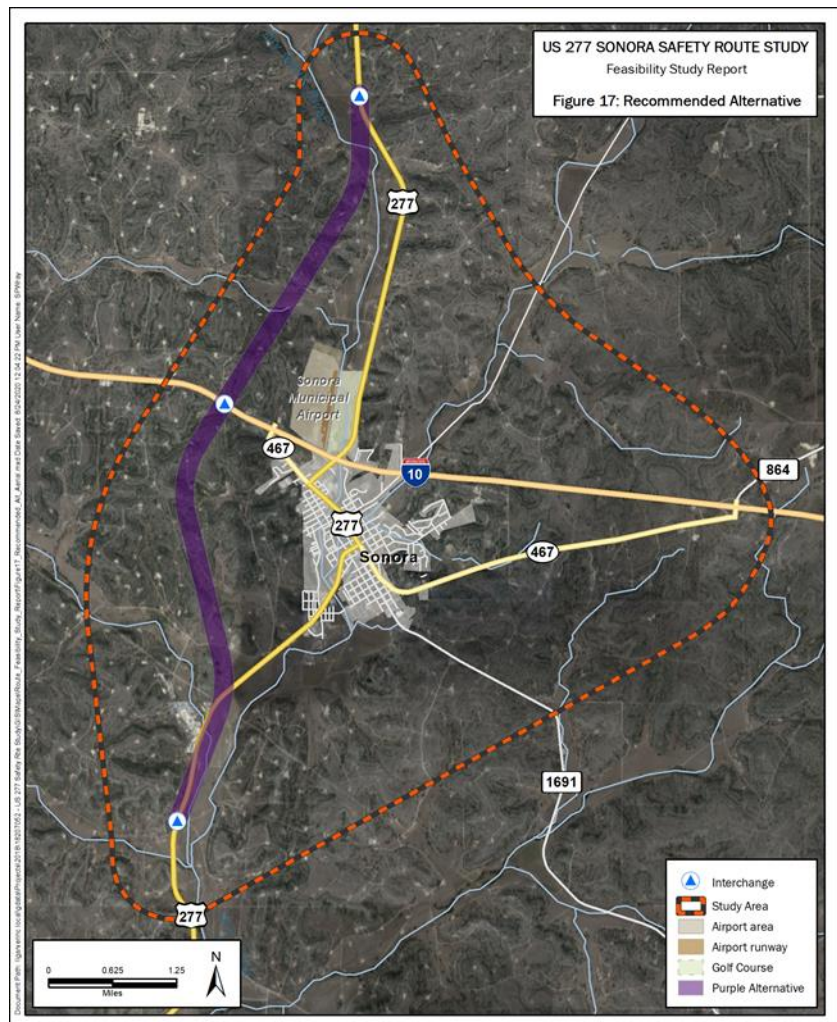 US 277 SONORA SAFETY ROUTE STUDY
Feasibility Study Report
Figure 17: Recommended Alternative
277
Sonora
Municipal
Airport
467
10
864
277
Sonora
467
1691
277
Interchange
Study Area
Airport area
Airport runway
Golf Course
Purple Alternative
0 0.625 1.25
Miles
N